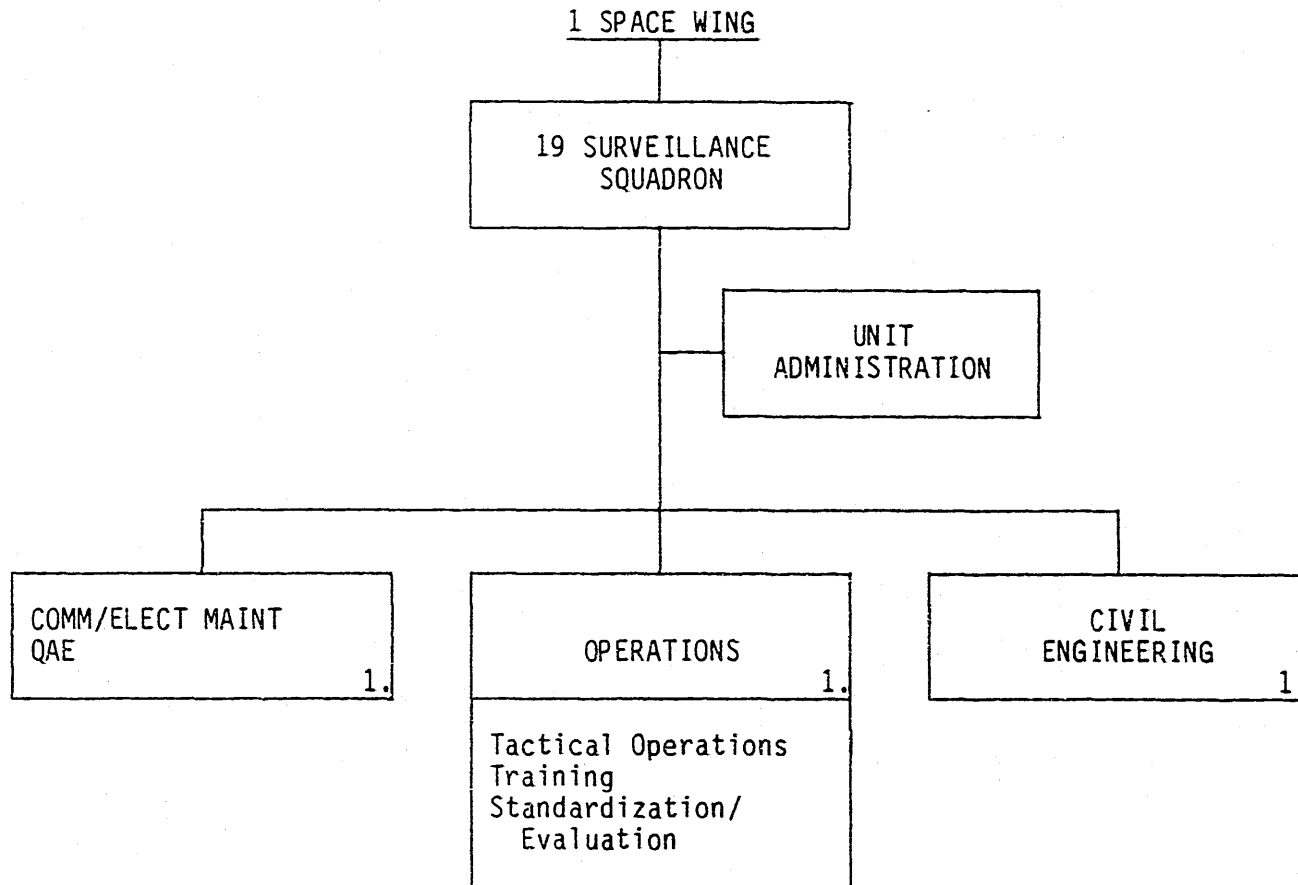 1 SPACE WING
19 SURVEILLANCE
SQUADRON
UNIT
ADMINISTRATION
COMM/ELECT MAINT
QAE
1.
OPERATIONS
1.
CIVIL
ENGINEERING
1
Tactical Operations
Training
Standardization/
Evaluation